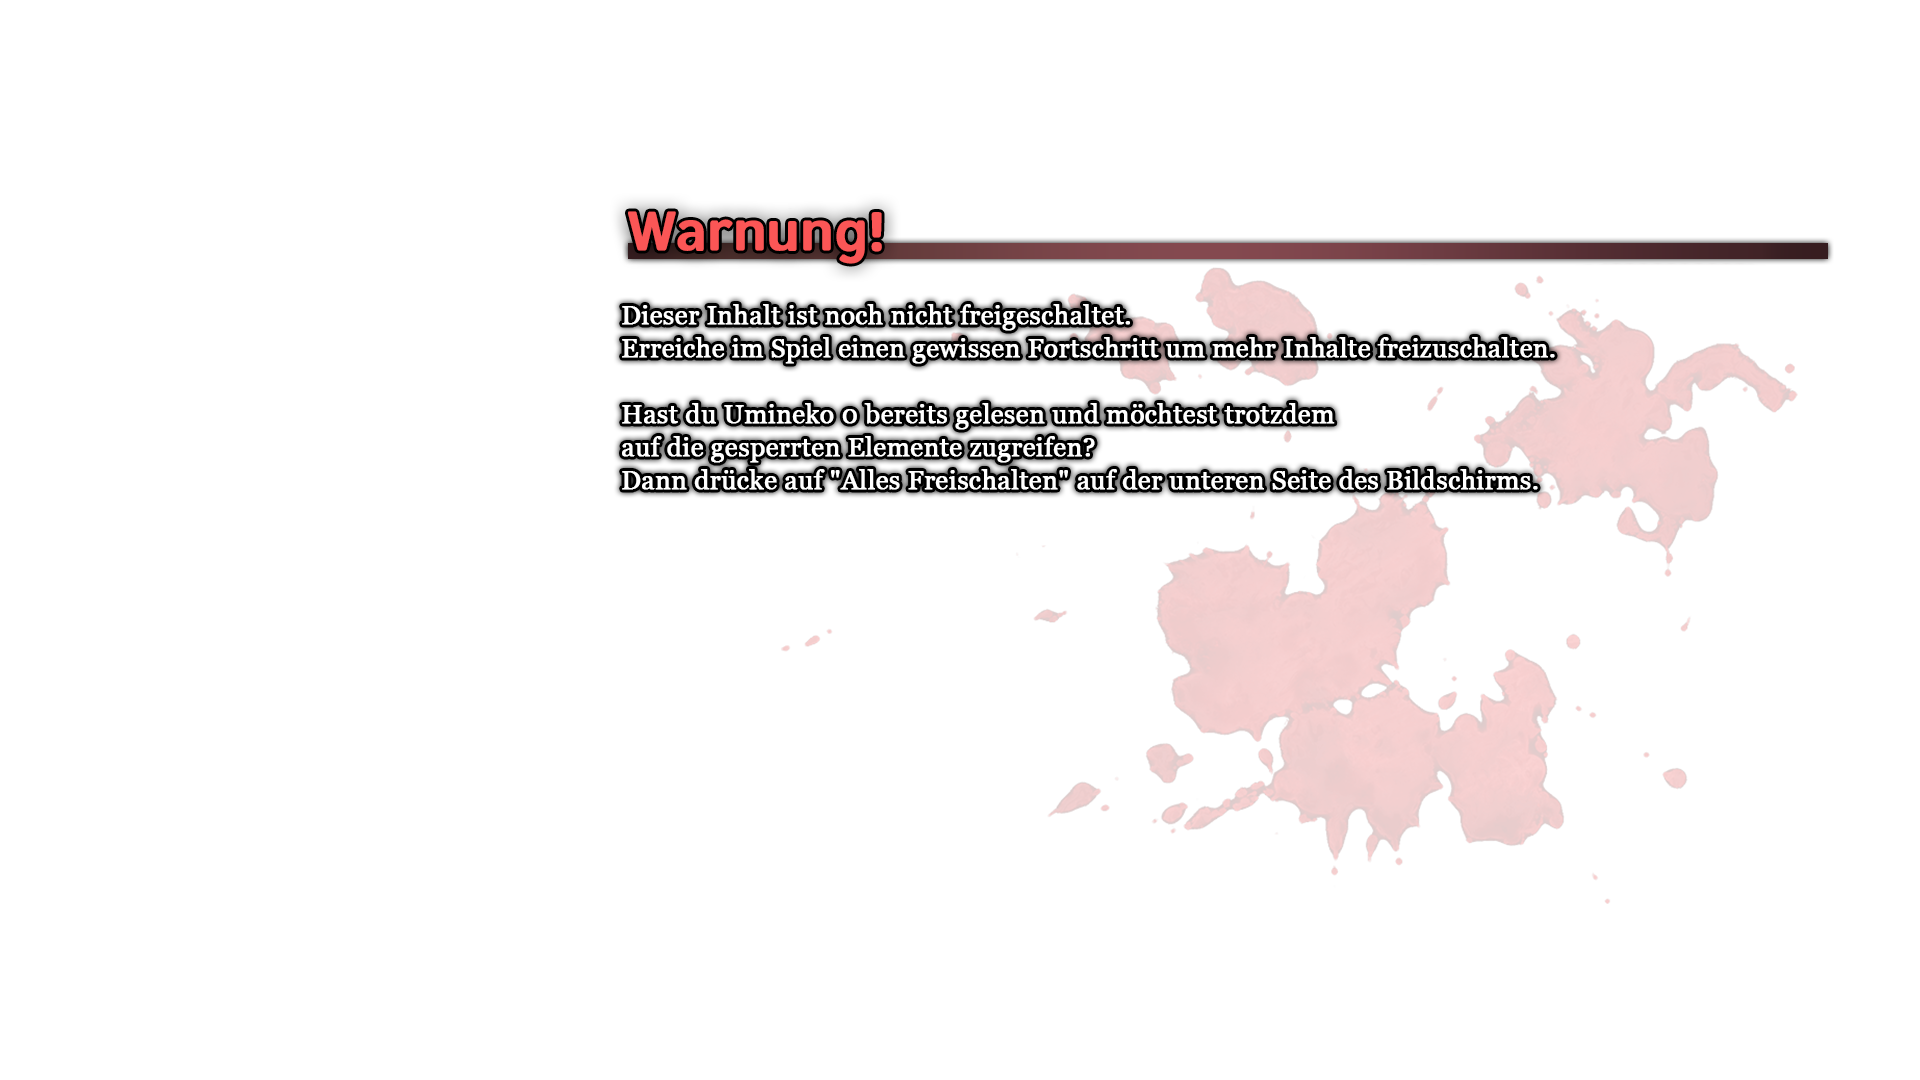 Warnung!
Dieser Inhalt ist noch nicht freigeschaltet.
Erreiche im Spiel einen gewissen Fortschritt um mehr Inhalte freizuschalten.
Hast du Umineko 0 bereits gelesen und möchtest trotzdem
auf die gesperrten Elemente zugreifen?
Dann drücke auf "Alles Freischalten" auf der unteren Seite des Bildschirms.